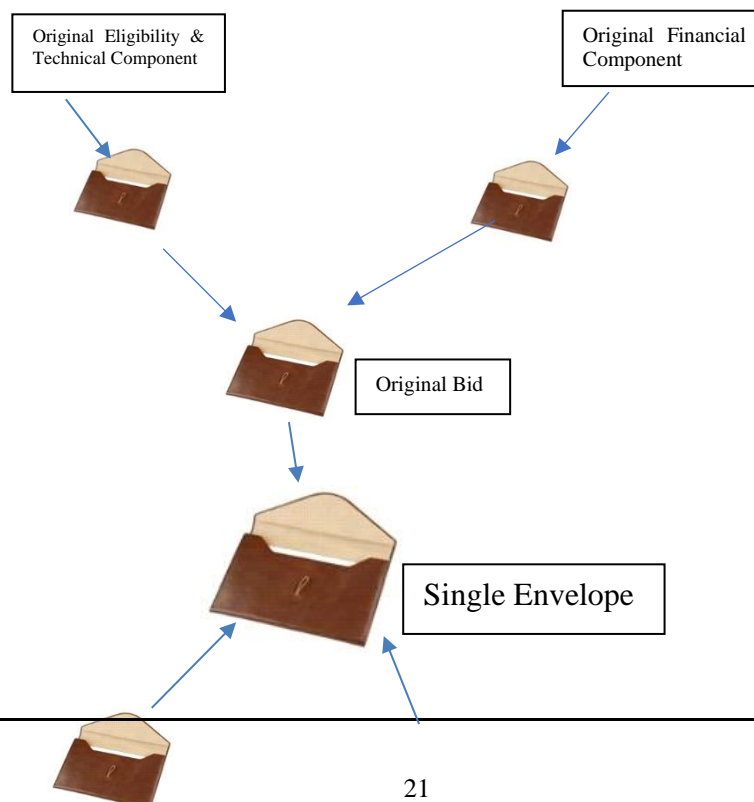 Original Eligibility &
Technical Component
Original Financial
Component
Original Bid
Single Envelope
21